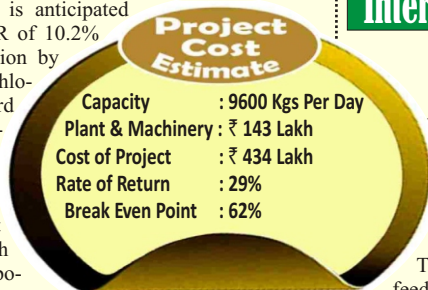 is anticipated
R of 10.2%
ion by
hlo-
rd
Project
Cost
Estimate
Capacity : 9600 Kgs Per Day
Plant & Machinery : ₹ 143 Lakh
Cost of Project : ₹ 434 Lakh
Rate of Return : 29%
Break Even Point : 62%
h
po-
Inter
T
feed